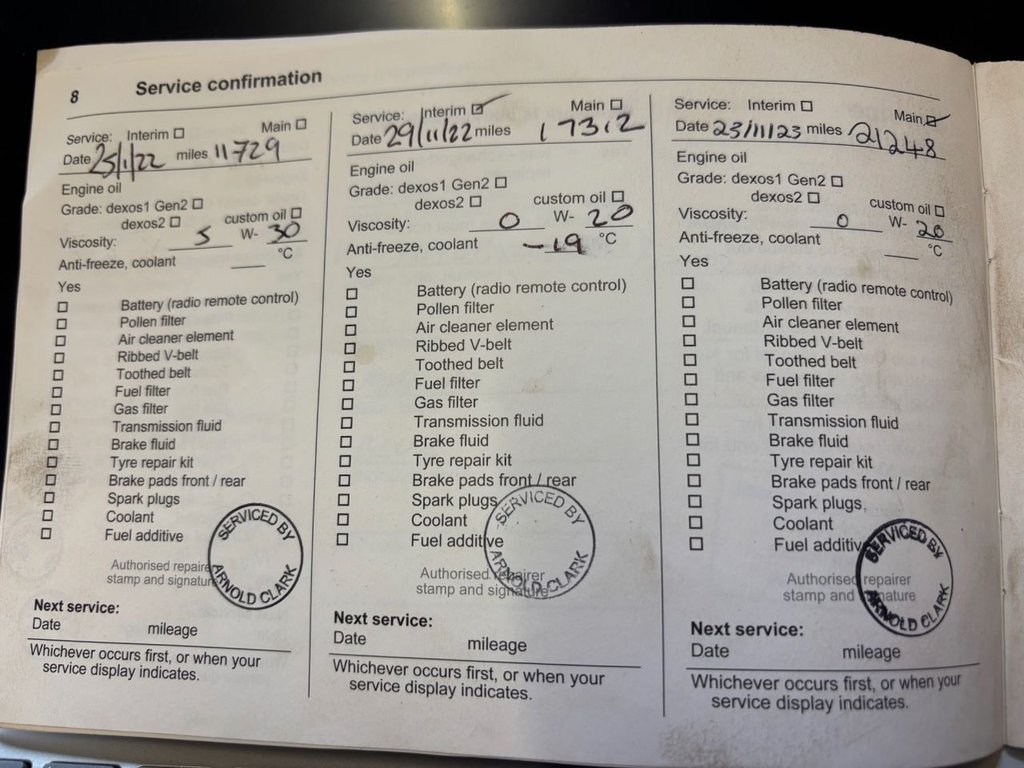 8 Service confirmation
Service: Interim ☐ Main ☐
Date 25/1/22 miles 11729
Engine oil
Grade: dexos1 Gen2 ☐
dexos2 ☐ custom oil ☐
Viscosity: 5 W- 30
Anti-freeze, coolant °C
Yes
☐ Battery (radio remote control)
☐ Pollen filter
☐ Air cleaner element
☐ Ribbed V-belt
☐ Toothed belt
☐ Fuel filter
☐ Gas filter
☐ Transmission fluid
☐ Brake fluid
☐ Tyre repair kit
☐ Brake pads front / rear
☐ Spark plugs
☐ Coolant
☐ Fuel additive
SERVICED BY
ARNOLD CLARK
Authorised repairer
stamp and signature
Next service:
Date mileage
Whichever occurs first, or when your
service display indicates.
Service: Interim ☑ Main ☐
Date 29/11/22 miles 17312
Engine oil
Grade: dexos1 Gen2 ☐
dexos2 ☐ custom oil ☐
Viscosity: 0 W- 20
Anti-freeze, coolant -19 °C
Yes
☐ Battery (radio remote control)
☐ Pollen filter
☐ Air cleaner element
☐ Ribbed V-belt
☐ Toothed belt
☐ Fuel filter
☐ Gas filter
☐ Transmission fluid
☐ Brake fluid
☐ Tyre repair kit
☐ Brake pads front / rear
☐ Spark plugs
☐ Coolant
☐ Fuel additive
SERVICED BY
ARNOLD CLARK
Authorised repairer
stamp and signature
Next service:
Date mileage
Whichever occurs first, or when your
service display indicates.
Service: Interim ☐ Main ☑
Date 23/11/23 miles 21248
Engine oil
Grade: dexos1 Gen2 ☐
dexos2 ☐ custom oil ☐
Viscosity: 0 W- 20
Anti-freeze, coolant °C
Yes
☐ Battery (radio remote control)
☐ Pollen filter
☐ Air cleaner element
☐ Ribbed V-belt
☐ Toothed belt
☐ Fuel filter
☐ Gas filter
☐ Transmission fluid
☐ Brake fluid
☐ Tyre repair kit
☐ Brake pads front / rear
☐ Spark plugs
☐ Coolant
☐ Fuel additive
SERVICED BY
ARNOLD CLARK
Authorised repairer
stamp and signature
Next service:
Date mileage
Whichever occurs first, or when your
service display indicates.